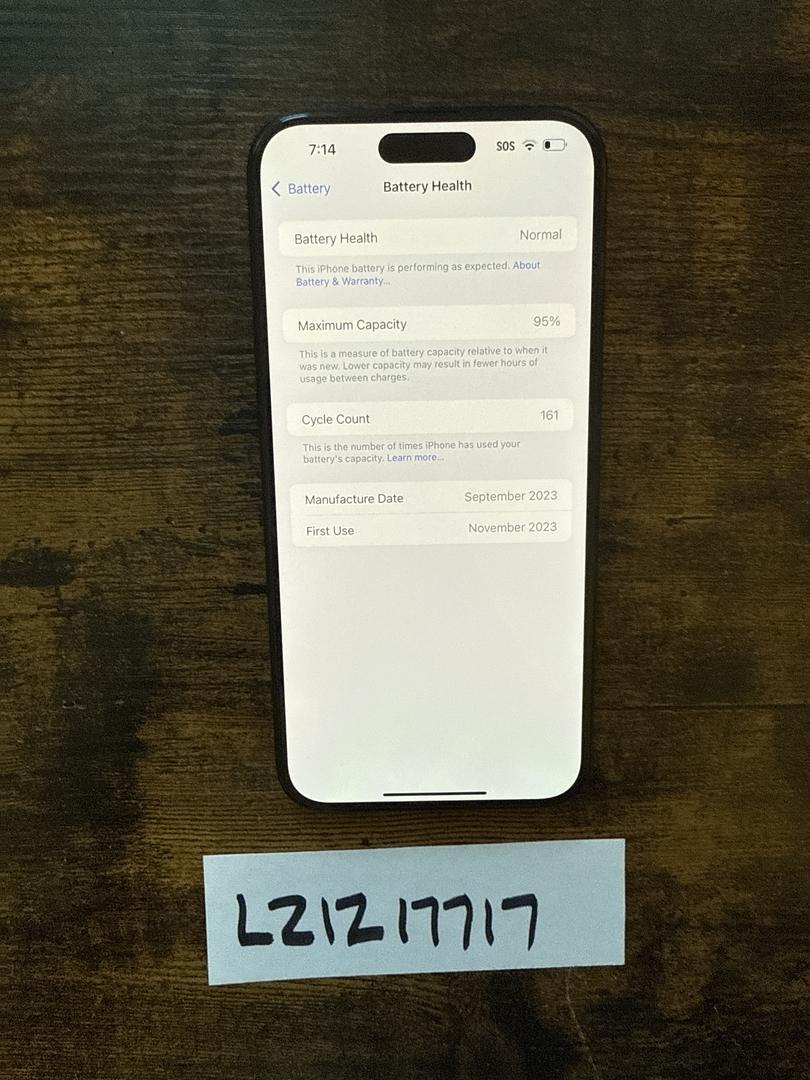 7:14 SOS
Battery Battery Health
Battery Health Normal
This iPhone battery is performing as expected. About
Battery & Warranty...
Maximum Capacity 95%
This is a measure of battery capacity relative to when it
was new. Lower capacity may result in fewer hours of
usage between charges.
Cycle Count 161
This is the number of times iPhone has used your
battery's capacity. Learn more...
Manufacture Date September 2023
First Use November 2023
LZ1Z17717